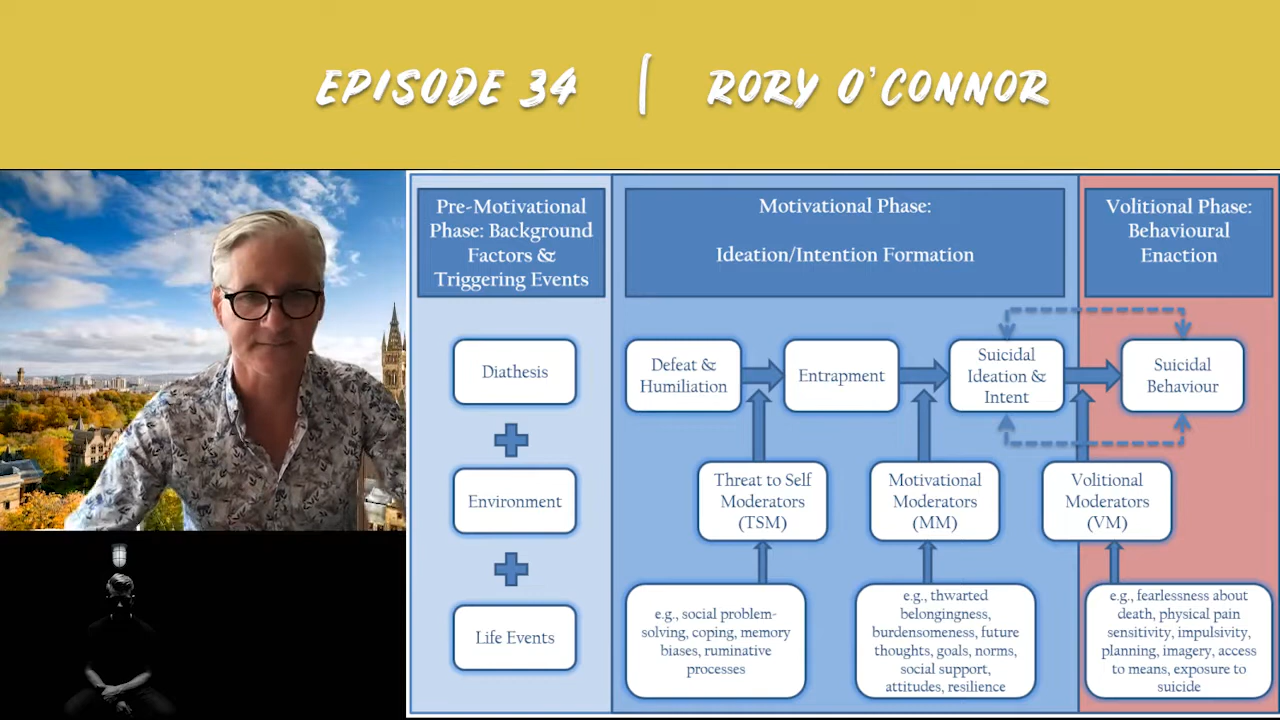 EPISODE 34 | RORY O'CONNOR
Pre-Motivational
Phase: Background
Factors &
Triggering Events
Motivational Phase:
Ideation/Intention Formation
Volitional Phase:
Behavioural
Enaction
Diathesis
Environment
Life Events
Defeat &
Humiliation
Entrapment
Suicidal
Ideation &
Intent
Suicidal
Behaviour
Threat to Self
Moderators
(TSM)
Motivational
Moderators
(MM)
Volitional
Moderators
(VM)
e.g., social problem-
solving, coping, memory
biases, ruminative
processes
e.g., thwarted
belongingness,
burdensomeness, future
thoughts, goals, norms,
social support,
attitudes, resilience
e.g., fearlessness about
death, physical pain
sensitivity, impulsivity,
planning, imagery, access
to means, exposure to
suicide